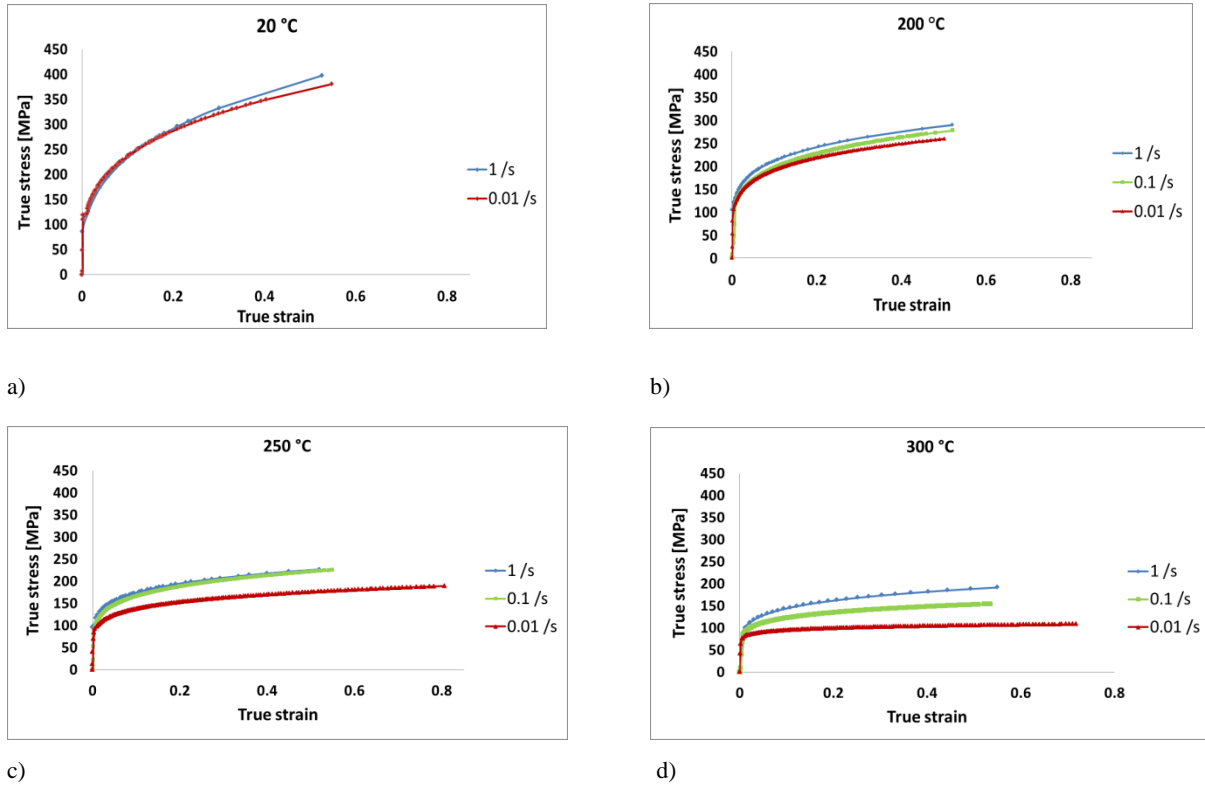 20 °C
True stress [MPa]
450
400
350
300
250
200
150
100
50
0
0
0.2
0.4
0.6
0.8
True strain
1 /s
0.01 /s
a)
200 °C
True stress [MPa]
450
400
350
300
250
200
150
100
50
0
0
0.2
0.4
0.6
0.8
True strain
1 /s
0.1 /s
0.01 /s
b)
250 °C
True stress [MPa]
450
400
350
300
250
200
150
100
50
0
0
0.2
0.4
0.6
0.8
True strain
1 /s
0.1 /s
0.01 /s
c)
300 °C
True stress [MPa]
450
400
350
300
250
200
150
100
50
0
0
0.2
0.4
0.6
0.8
True strain
1 /s
0.1 /s
0.01 /s
d)